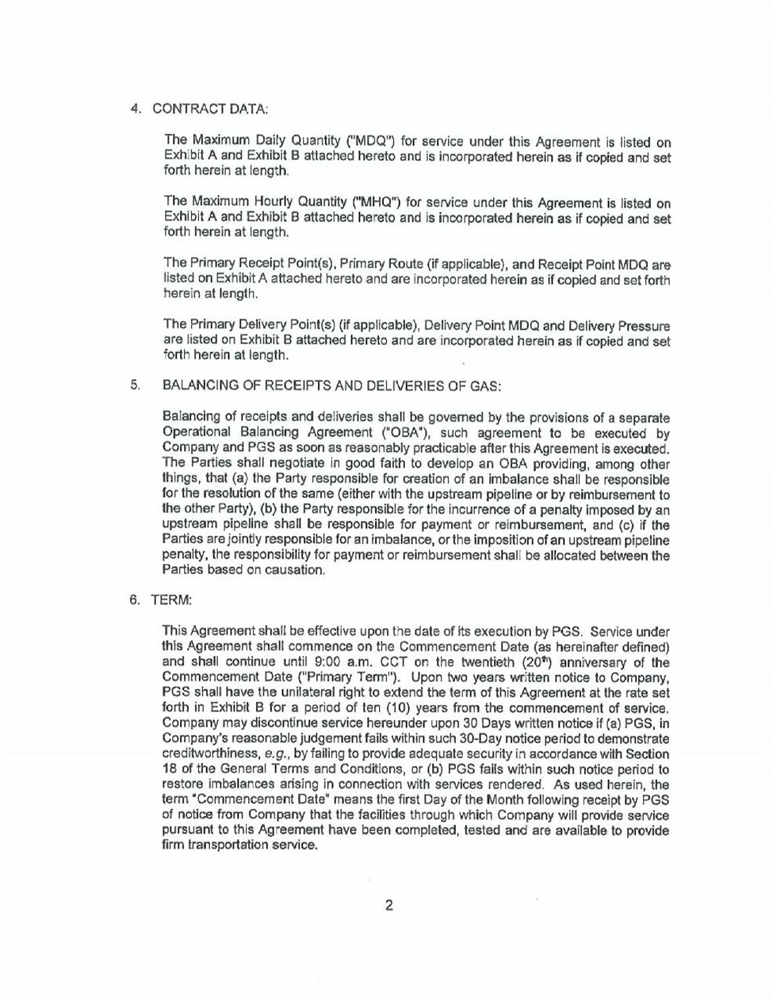 4. CONTRACT DATA:
The Maximum Daily Quantity ("MDQ") for service under this Agreement is listed on
Exhibit A and Exhibit B attached hereto and is incorporated herein as if copied and set
forth herein at length.
The Maximum Hourly Quantity ("MHQ") for service under this Agreement is listed on
Exhibit A and Exhibit B attached hereto and is incorporated herein as if copied and set
forth herein at length.
The Primary Receipt Point(s), Primary Route (if applicable), and Receipt Point MDQ are
listed on Exhibit A attached hereto and are incorporated herein as if copied and set forth
herein at length.
The Primary Delivery Point(s) (if applicable), Delivery Point MDQ and Delivery Pressure
are listed on Exhibit B attached hereto and are incorporated herein as if copied and set
forth herein at length.
5. BALANCING OF RECEIPTS AND DELIVERIES OF GAS:
Balancing of receipts and deliveries shall be governed by the provisions of a separate
Operational Balancing Agreement ("OBA"), such agreement to be executed by
Company and PGS as soon as reasonably practicable after this Agreement is executed.
The Parties shall negotiate in good faith to develop an OBA providing, among other
things, that (a) the Party responsible for creation of an imbalance shall be responsible
for the resolution of the same (either with the upstream pipeline or by reimbursement to
the other Party), (b) the Party responsible for the incurrence of a penalty imposed by an
upstream pipeline shall be responsible for payment or reimbursement, and (c) if the
Parties are jointly responsible for an imbalance, or the imposition of an upstream pipeline
penalty, the responsibility for payment or reimbursement shall be allocated between the
Parties based on causation.
6. TERM:
This Agreement shall be effective upon the date of its execution by PGS. Service under
this Agreement shall commence on the Commencement Date (as hereinafter defined)
and shall continue until 9:00 a.m. CCT on the twentieth (20th) anniversary of the
Commencement Date ("Primary Term"). Upon two years written notice to Company,
PGS shall have the unilateral right to extend the term of this Agreement at the rate set
forth in Exhibit B for a period of ten (10) years from the commencement of service.
Company may discontinue service hereunder upon 30 Days written notice if (a) PGS, in
Company's reasonable judgement fails within such 30-Day notice period to demonstrate
creditworthiness, e.g., by failing to provide adequate security in accordance with Section
18 of the General Terms and Conditions, or (b) PGS fails within such notice period to
restore imbalances arising in connection with services rendered. As used herein, the
term "Commencement Date" means the first Day of the Month following receipt by PGS
of notice from Company that the facilities through which Company will provide service
pursuant to this Agreement have been completed, tested and are available to provide
firm transportation service.
2